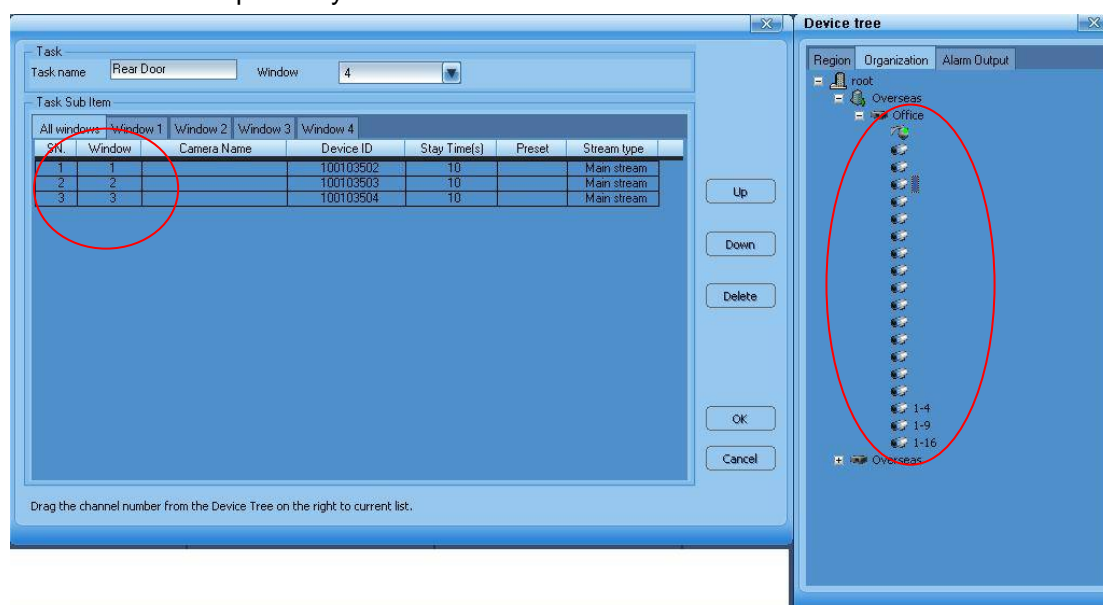 Device tree
Task
Task name Rear Door Window 4
Task Sub Item
All windows Window 1 Window 2 Window 3 Window 4
SN. Window Camera Name Device ID Stay Time(s) Preset Stream type
1 1 100103502 10 Main stream
2 2 100103503 10 Main stream
3 3 100103504 10 Main stream
Up
Down
Delete
OK
Cancel
Drag the channel number from the Device Tree on the right to current list.
Region Organization Alarm Output
root
Overseas
Office
1-4
1-9
1-16
Overseas